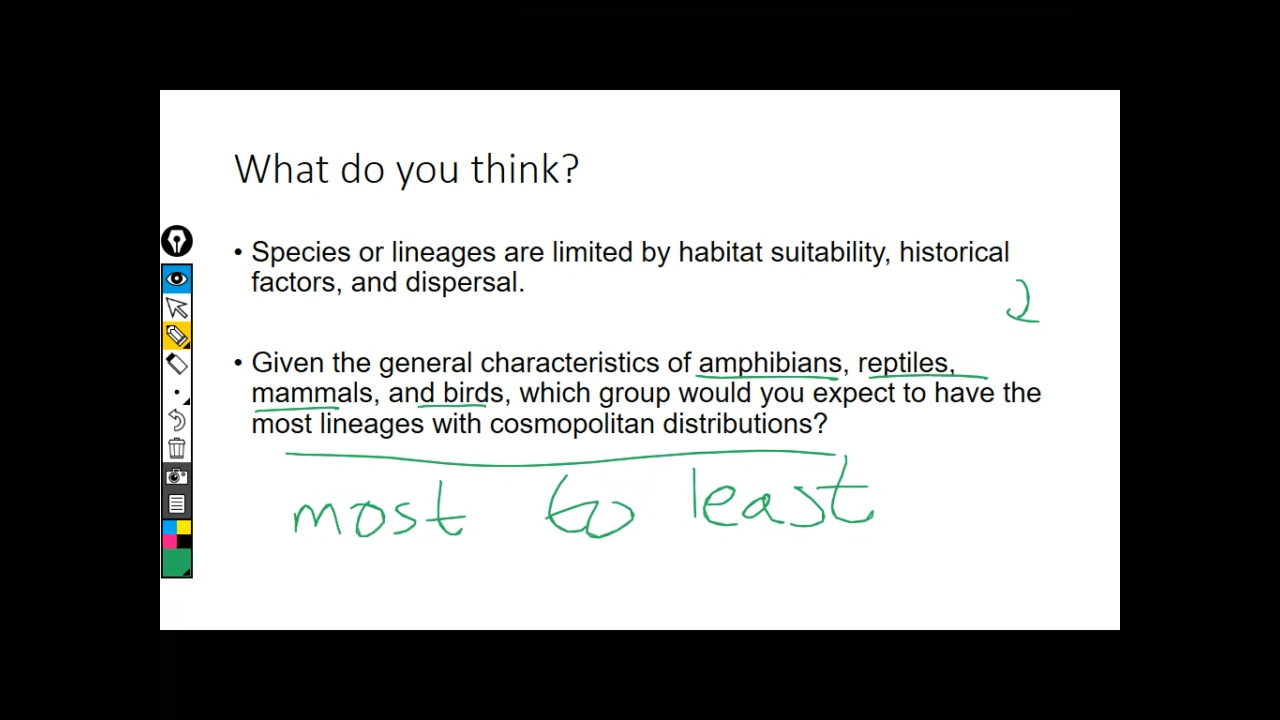 What do you think?
• Species or lineages are limited by habitat suitability, historical
factors, and dispersal.
2
• Given the general characteristics of amphibians, reptiles,
mammals, and birds, which group would you expect to have the
most lineages with cosmopolitan distributions?
most to least